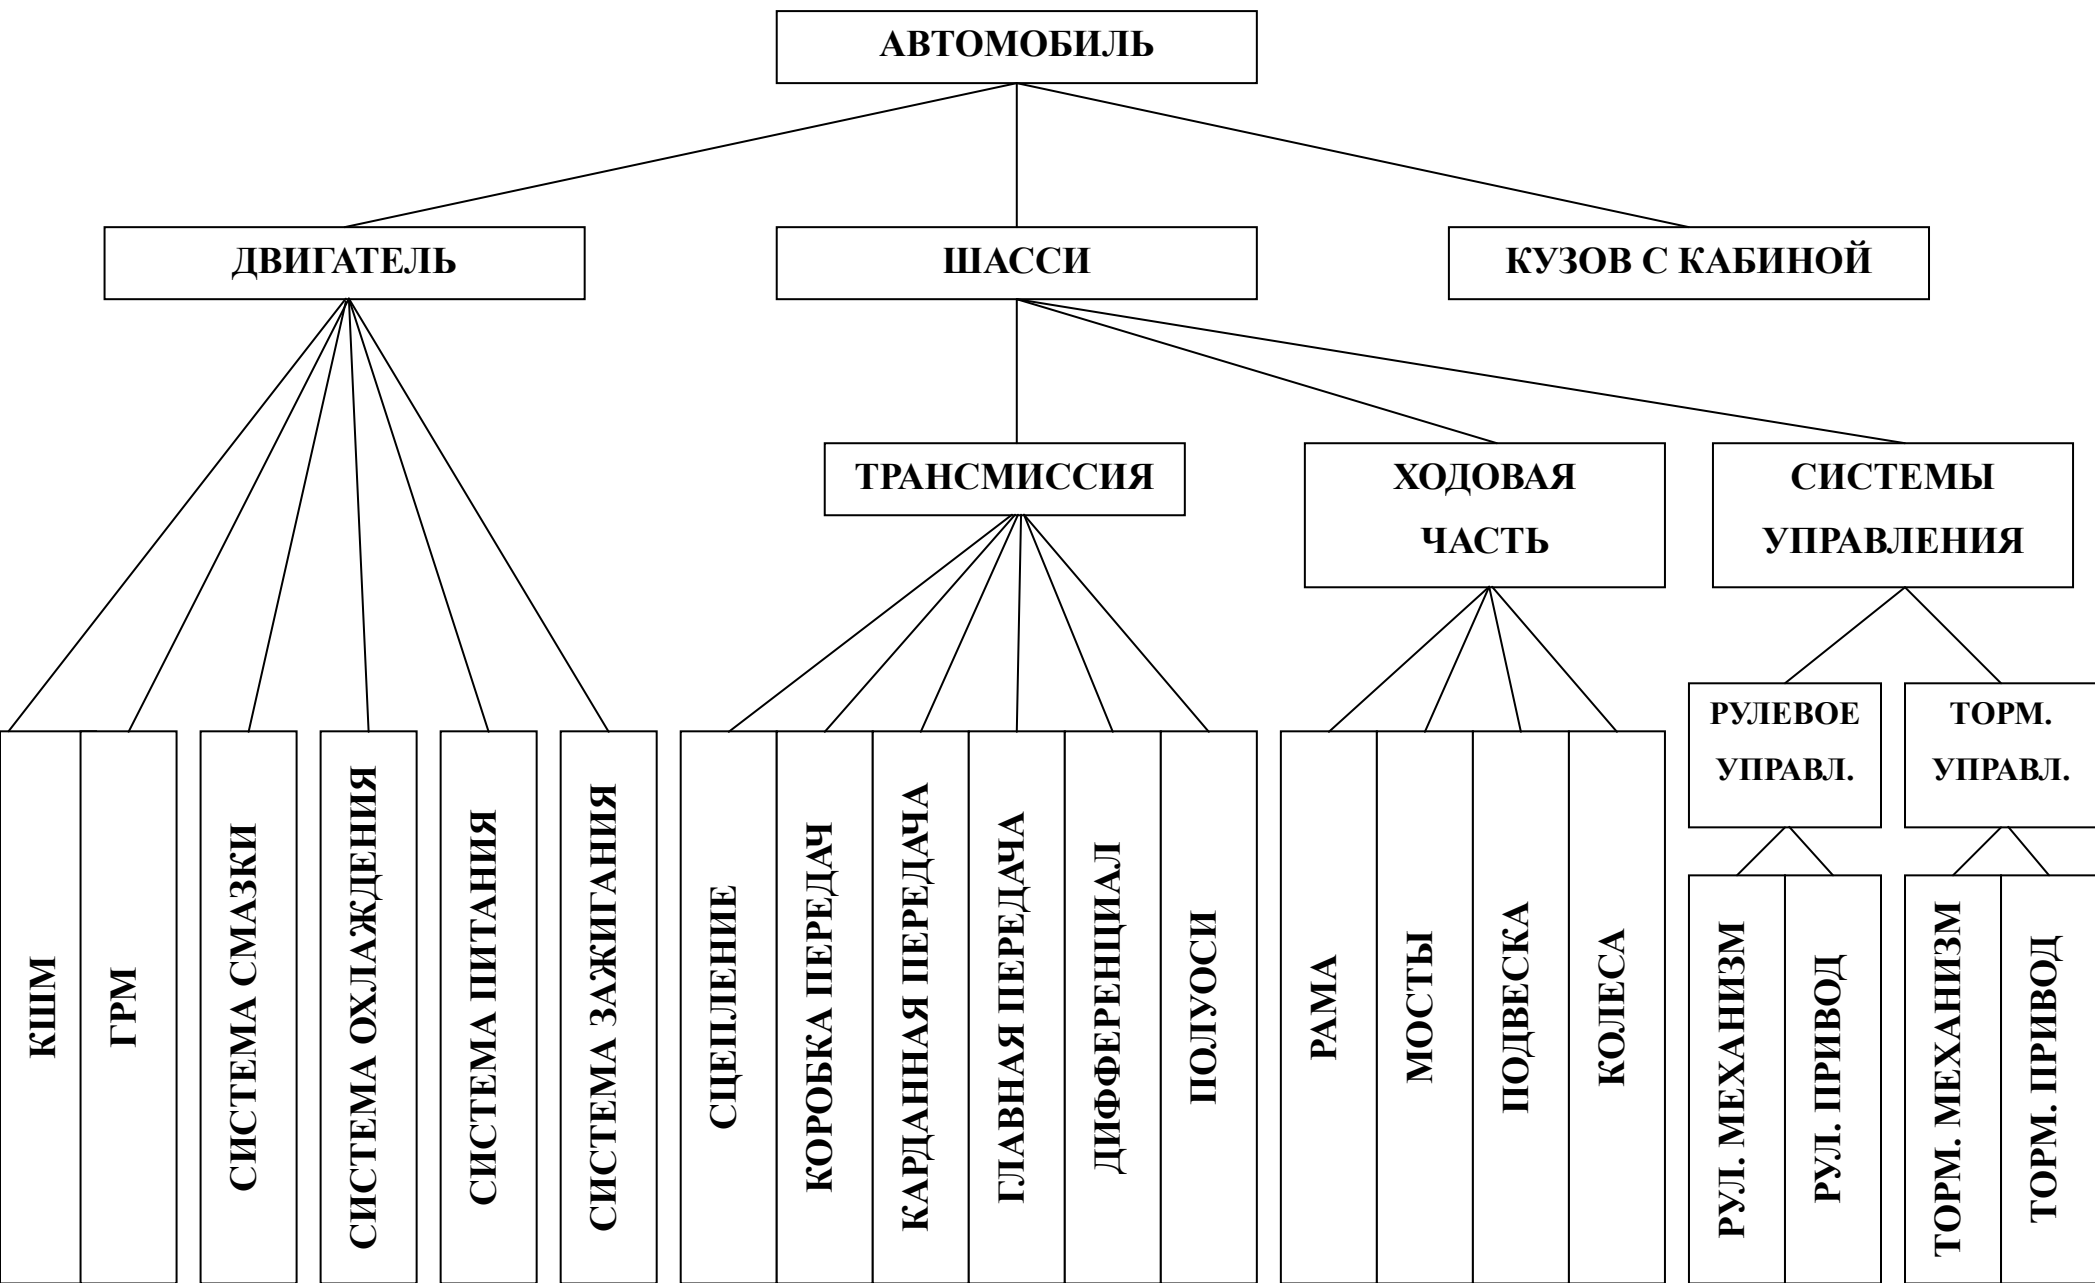 АВТОМОБИЛЬ
ДВИГАТЕЛЬ
ШАССИ
КУЗОВ С КАБИНОЙ
ТРАНСМИССИЯ
ХОДОВАЯ
ЧАСТЬ
СИСТЕМЫ
УПРАВЛЕНИЯ
РУЛЕВОЕ
УПРАВЛ.
ТОРМ.
УПРАВЛ.
КШМ
ГРМ
СИСТЕМА СМАЗКИ
СИСТЕМА ОХЛАЖДЕНИЯ
СИСТЕМА ПИТАНИЯ
СИСТЕМА ЗАЖИГАНИЯ
СЦЕПЛЕНИЕ
КОРОБКА ПЕРЕДАЧ
КАРДАННАЯ ПЕРЕДАЧА
ГЛАВНАЯ ПЕРЕДАЧА
ДИФФЕРЕНЦИАЛ
ПОЛУОСИ
РАМА
МОСТЫ
ПОДВЕСКА
КОЛЕСА
РУЛ. МЕХАНИЗМ
РУЛ. ПРИВОД
ТОРМ. МЕХАНИЗМ
ТОРМ. ПРИВОД